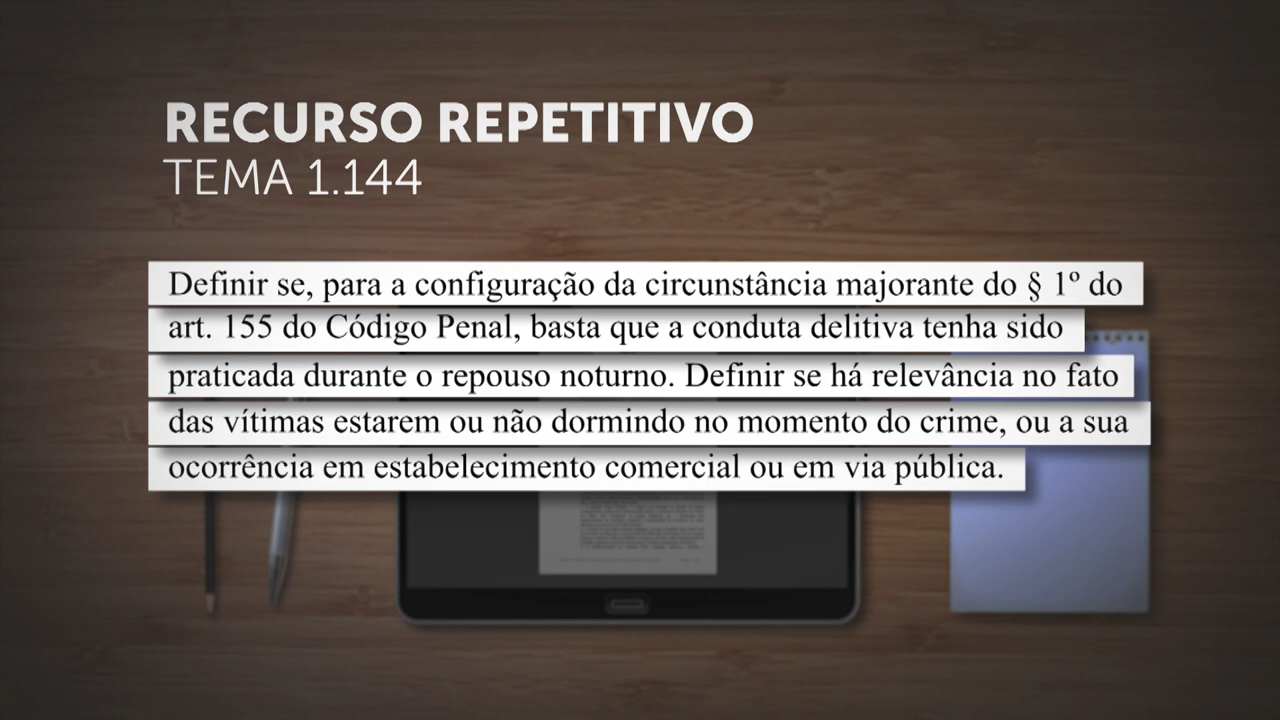 RECURSO REPETITIVO
TEMA 1.144
Definir se, para a configuração da circunstância majorante do § 1º do
art. 155 do Código Penal, basta que a conduta delitiva tenha sido
praticada durante o repouso noturno. Definir se há relevância no fato
das vítimas estarem ou não dormindo no momento do crime, ou a sua
ocorrência em estabelecimento comercial ou em via pública.